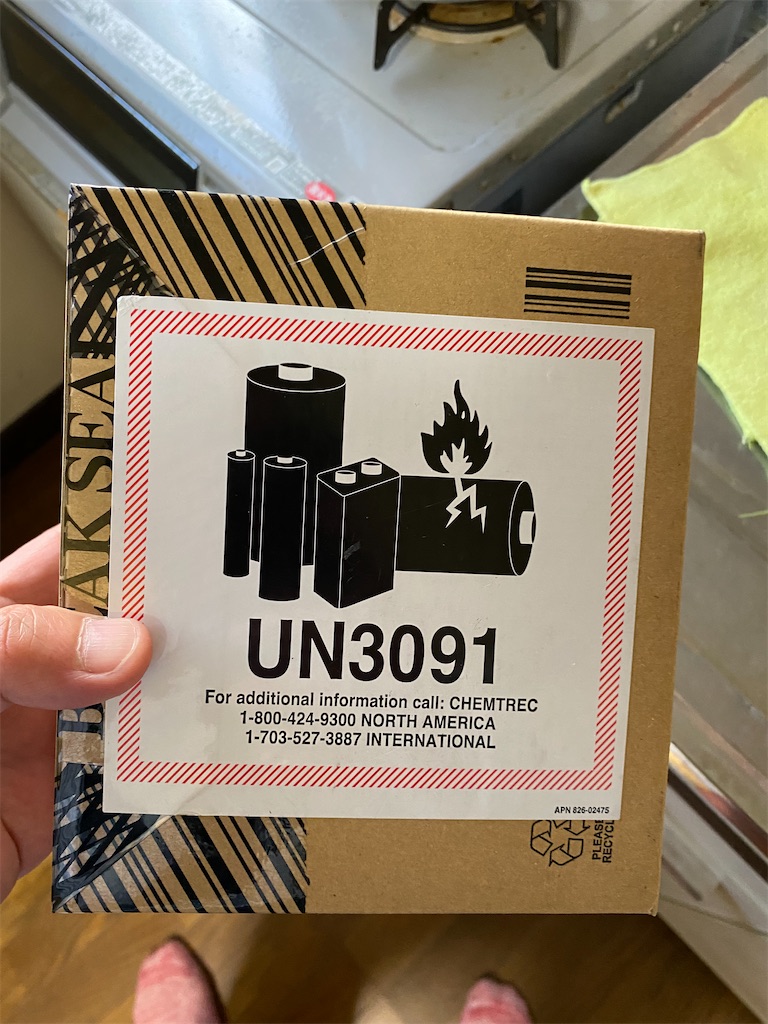 UN3091
For additional information call: CHEMTREC
1-800-424-9300 NORTH AMERICA
1-703-527-3887 INTERNATIONAL
APN 826-02475
PLEASE
RECYCL